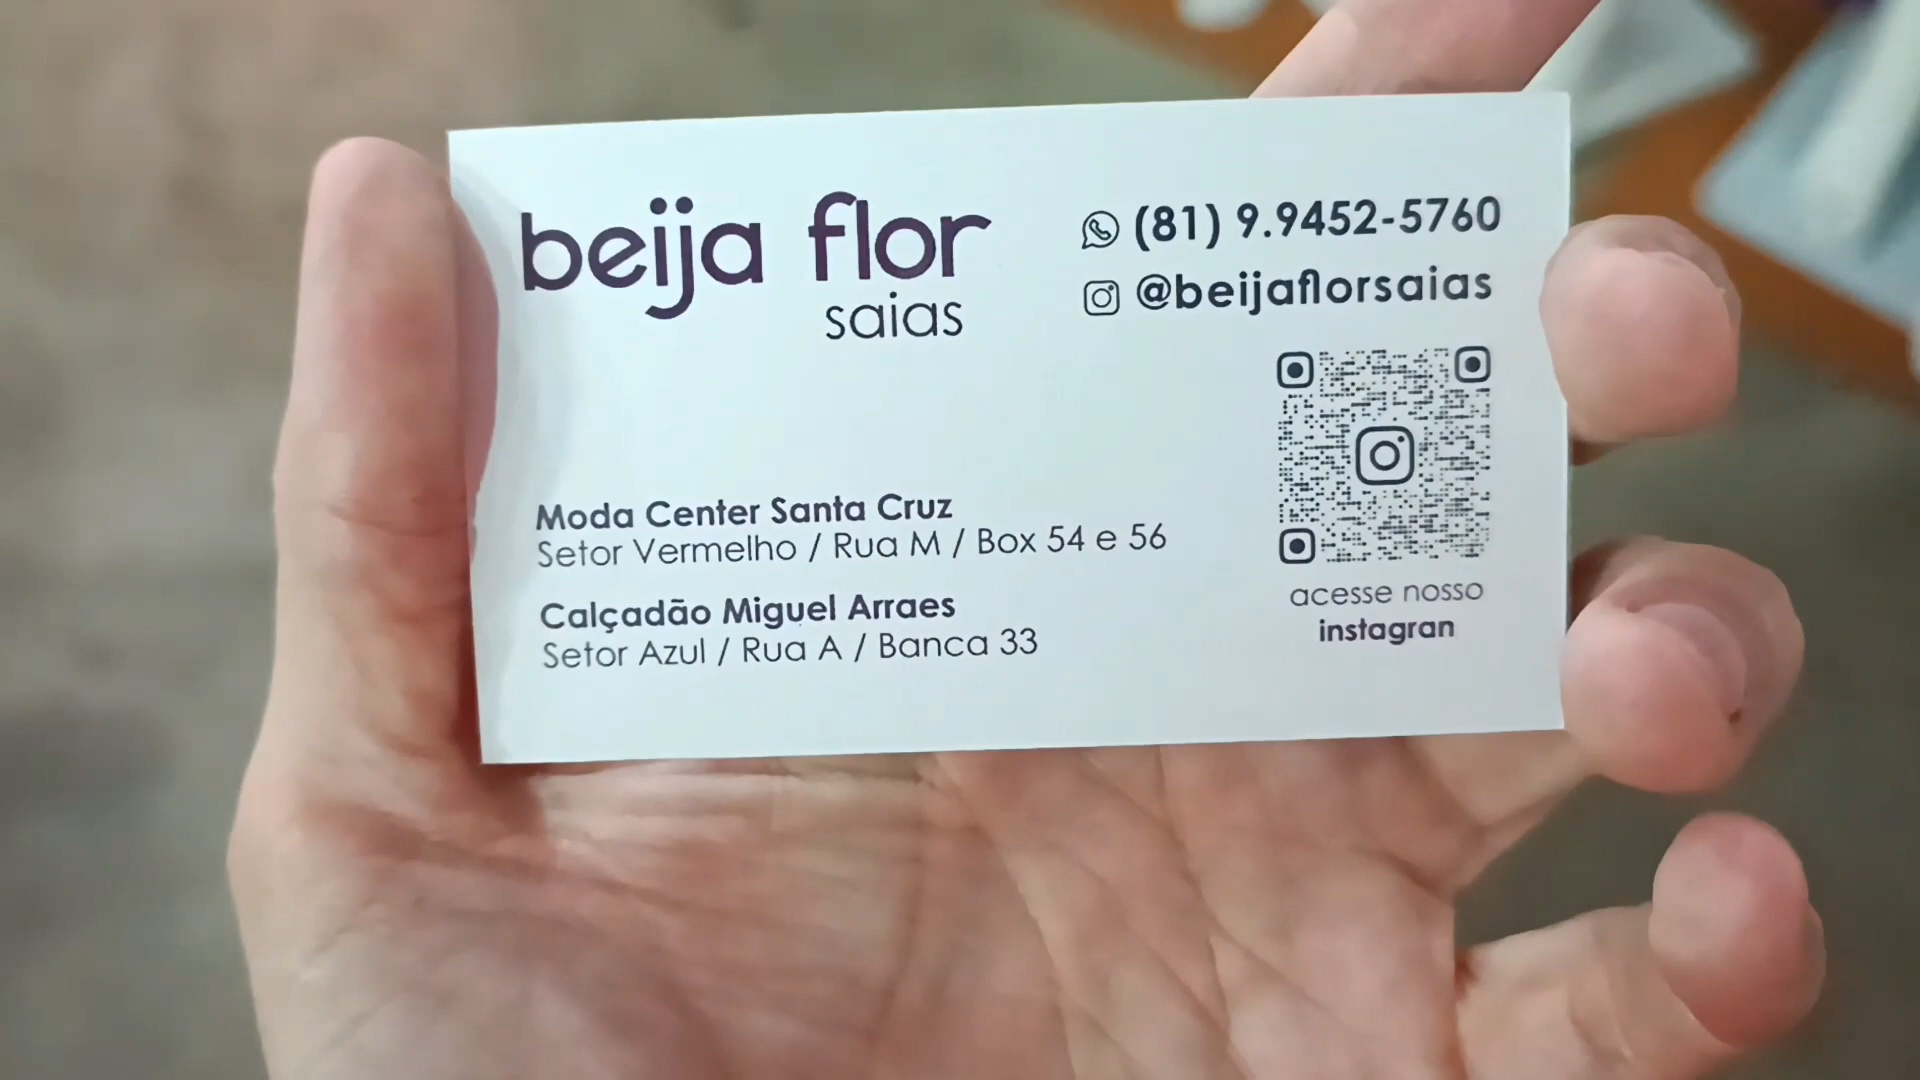 beija flor
saias
(81) 9.9452-5760
@beijaflorsaias
Moda Center Santa Cruz
Setor Vermelho / Rua M / Box 54 e 56
Calçadão Miguel Arraes
Setor Azul / Rua A / Banca 33
acesse nosso
instagran